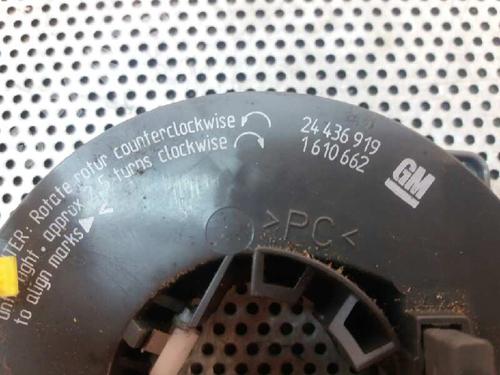 TER: Rotate rotor counterclockwise
tight • approx 2.5 turns clockwise
to align marks
24 436 919
1 610 662
GM
>PC<